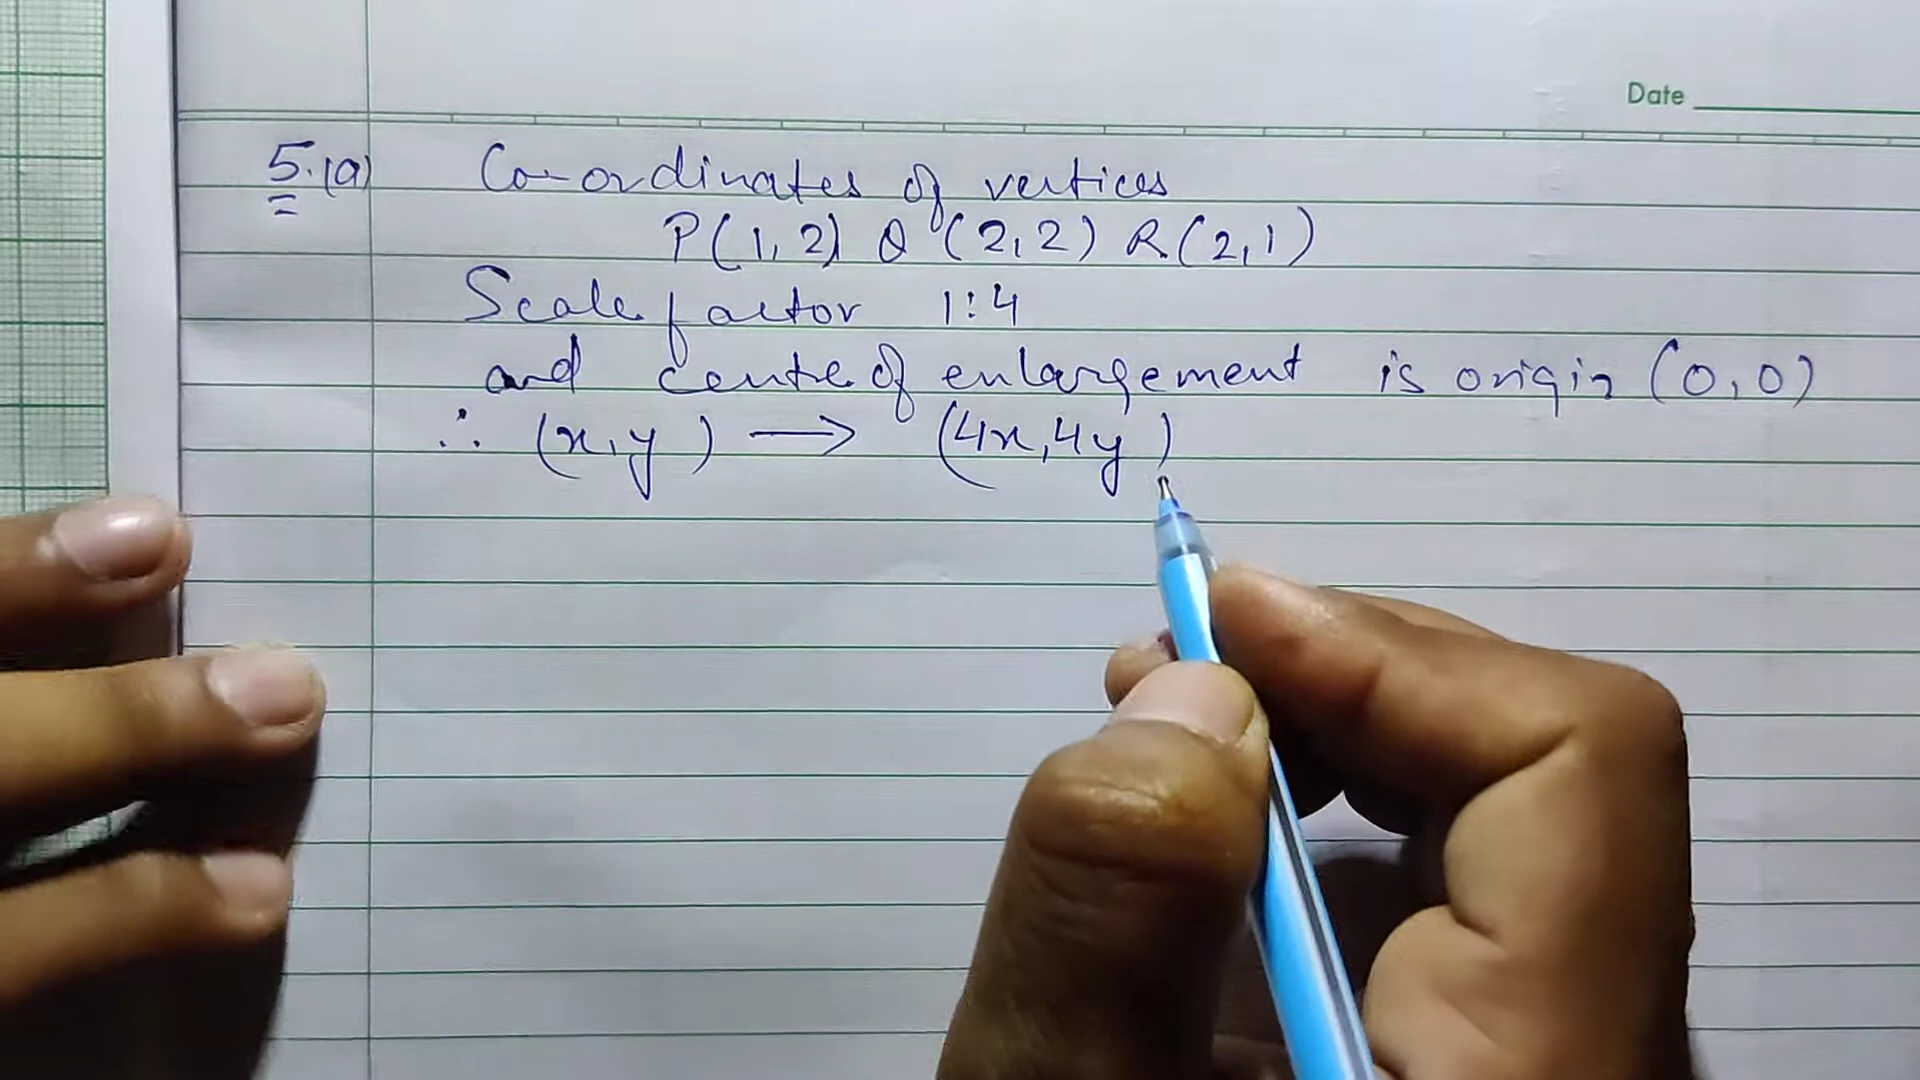 Date
5.(a) Co-ordinates of vertices
P(1,2) Q(2,2) R(2,1)
Scale factor 1:4
and centre of enlargement is origin (0,0)
∴ (x,y) → (4x,4y)